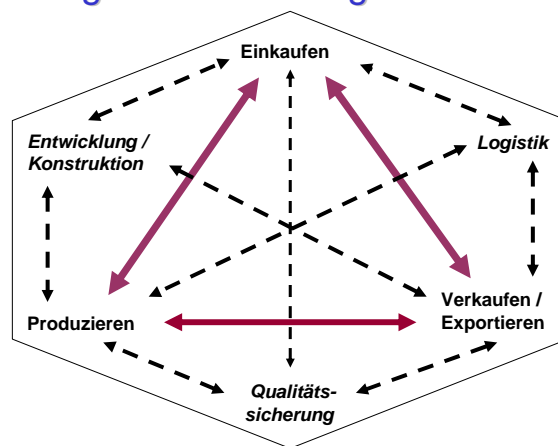 Einkaufen
Entwicklung /
Konstruktion
Logistik
Produzieren
Verkaufen /
Exportieren
Qualitäts-
sicherung